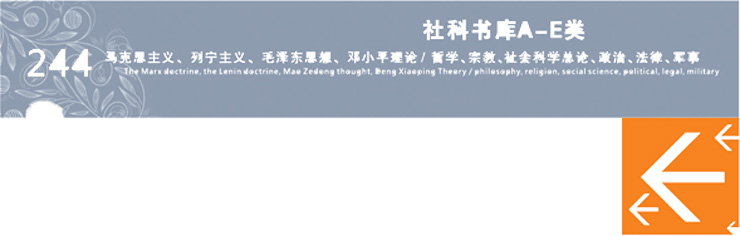 社科书库A-E类
244 马克思主义、列宁主义、毛泽东思想、邓小平理论/哲学、宗教、社会科学总论、政治、法律、军事
The Marx doctrine, the Lenin doctrine, Mao Zedong thought, Deng Xiaoping Theory / philosophy, religion, social science, political, legal, military